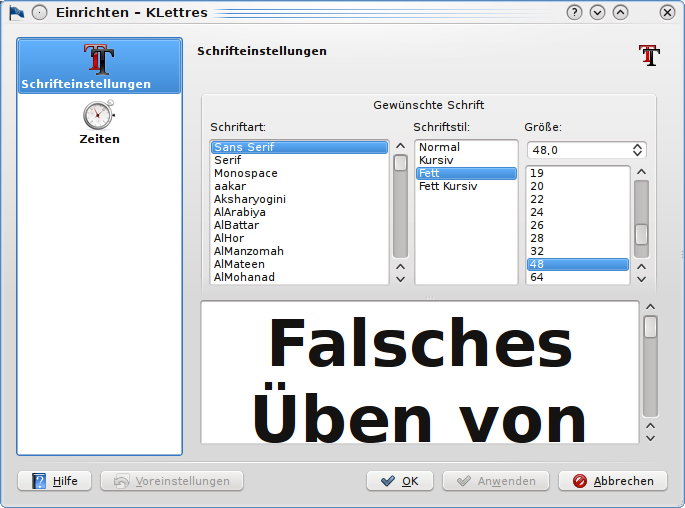 Einrichten – KLettres
Schrifteinstellungen
Zeiten
Schrifteinstellungen
Gewünschte Schrift
Schriftart:
Sans Serif
Serif
Monospace
aakar
Aksharyogini
AlArabiya
AlBattar
AlHor
AlManzomah
AlMateen
AlMohanad
Schriftstil:
Normal
Kursiv
Fett
Fett Kursiv
Größe:
48,0
19
20
22
24
26
28
32
48
64
Falsches
Üben von
Hilfe
Voreinstellungen
OK
Anwenden
Abbrechen